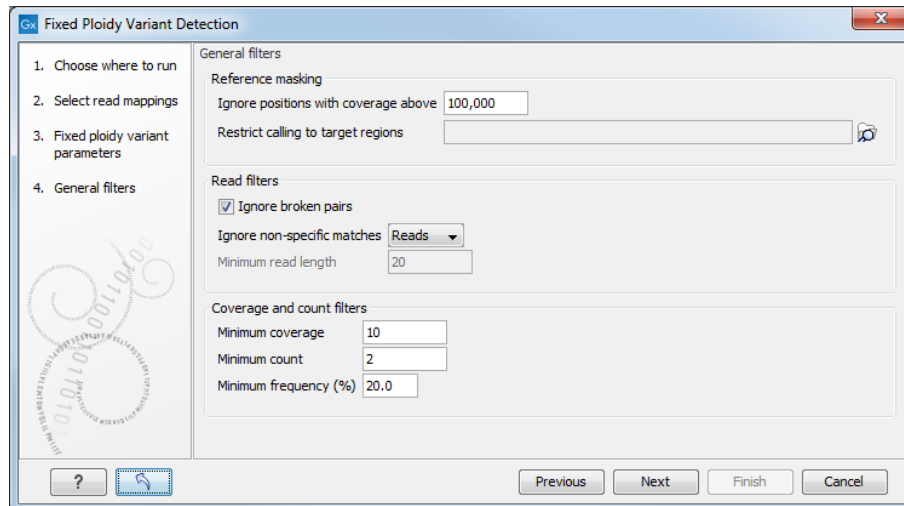 Gx Fixed Ploidy Variant Detection
X
1. Choose where to run
2. Select read mappings
3. Fixed ploidy variant
parameters
4. General filters
General filters
Reference masking
Ignore positions with coverage above 100,000
Restrict calling to target regions
Read filters
Ignore broken pairs
Ignore non-specific matches Reads
Minimum read length 20
Coverage and count filters
Minimum coverage 10
Minimum count 2
Minimum frequency (%) 20.0
? Previous Next Finish Cancel